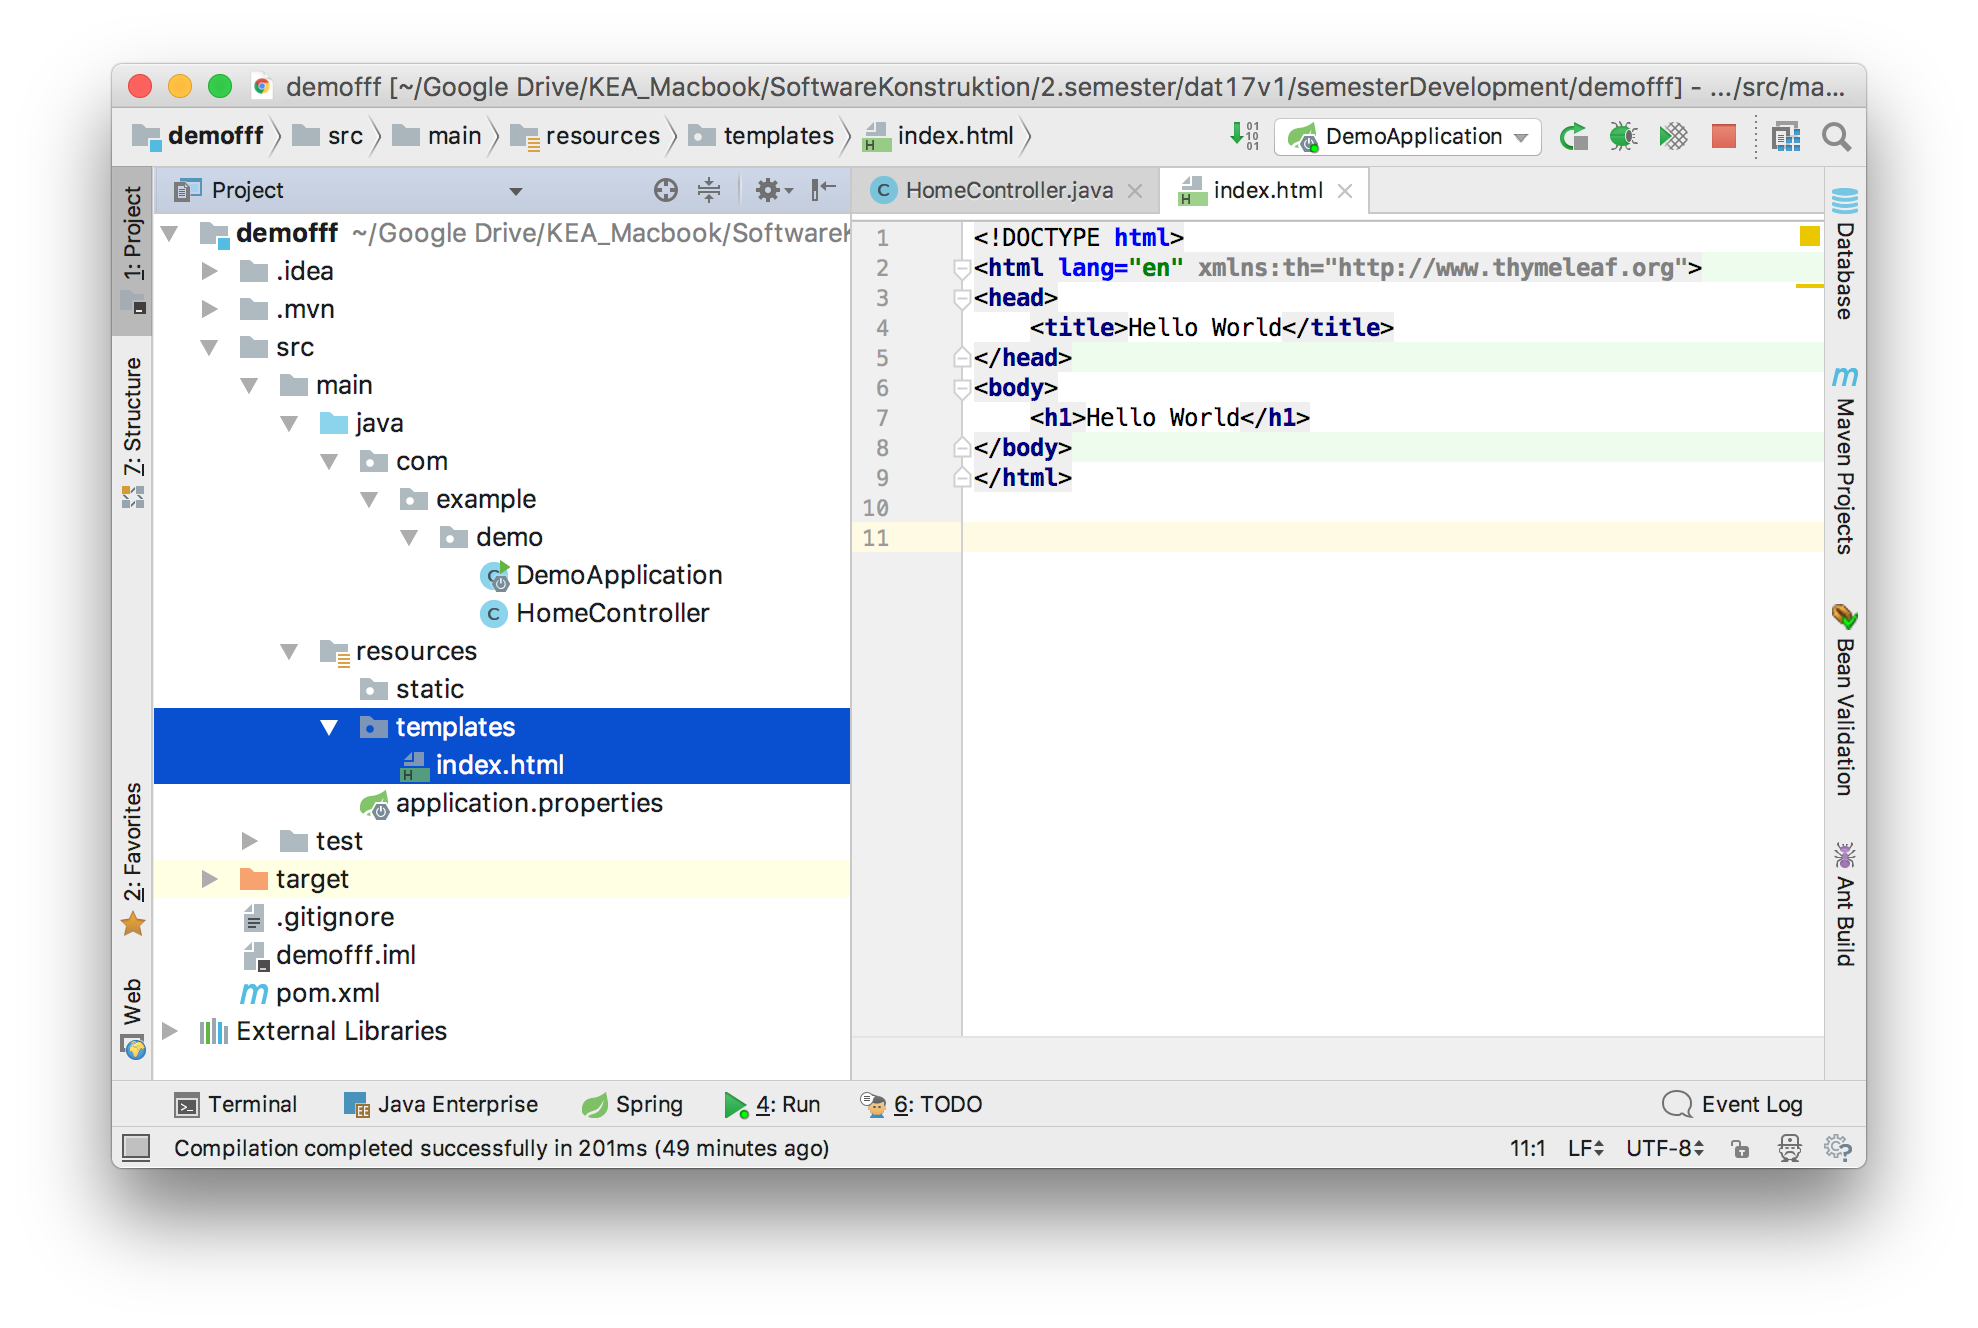 demofff [~/Google Drive/KEA_Macbook/SoftwareKonstruktion/2.semester/dat17v1/semesterDevelopment/demofff] - .../src/ma...
demofff src main resources templates index.html DemoApplication
1: Project
7: Structure
2: Favorites
Web
Project
demofff ~/Google Drive/KEA_Macbook/Software
.idea
.mvn
src
main
java
com
example
demo
DemoApplication
HomeController
resources
static
templates
index.html
application.properties
test
target
.gitignore
demofff.iml
pom.xml
External Libraries
HomeController.java index.html
1 <!DOCTYPE html>
2 <html lang="en" xmlns:th="http://www.thymeleaf.org">
3 <head>
4 <title>Hello World</title>
5 </head>
6 <body>
7 <h1>Hello World</h1>
8 </body>
9 </html>
10
11
Database
Maven Projects
Bean Validation
Ant Build
Terminal Java Enterprise Spring 4: Run 6: TODO Event Log
Compilation completed successfully in 201ms (49 minutes ago) 11:1 LF UTF-8